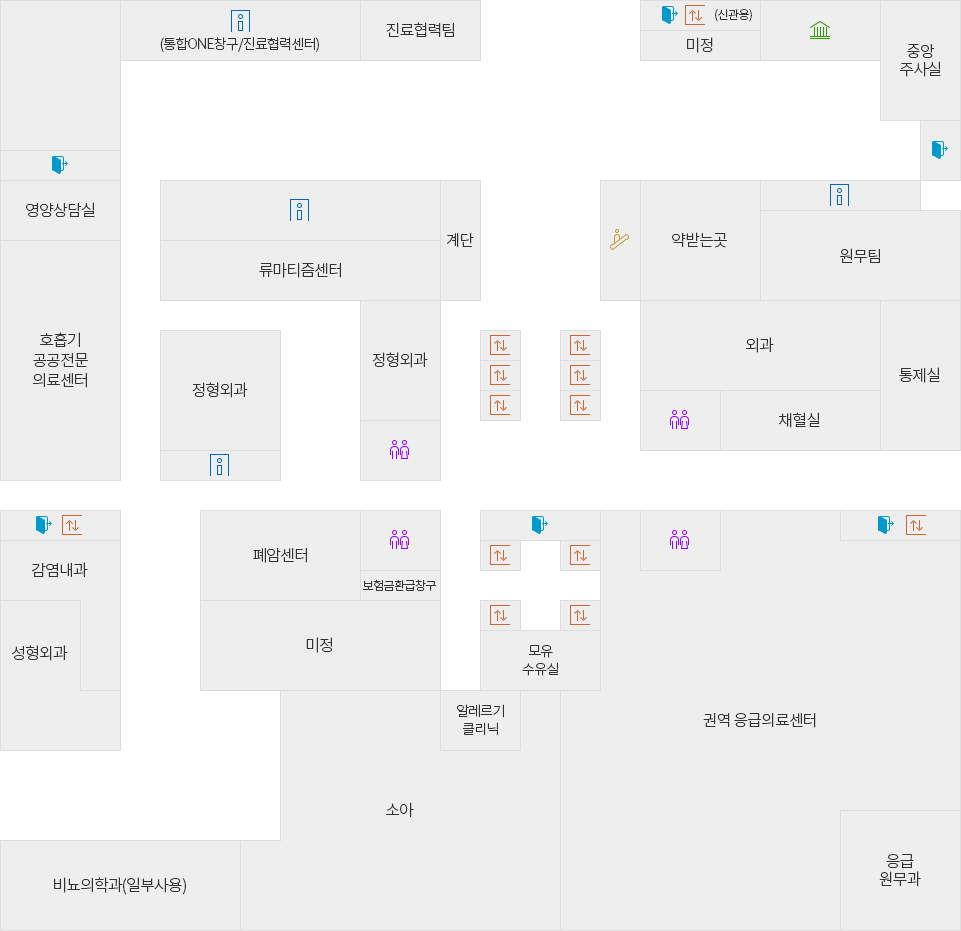 (통합ONE창구/진료협력센터)
진료협력팀
(신관용)
미정
중앙
주사실
영양상담실
류마티즘센터
계단
약받는곳
원무팀
호흡기
공공전문
의료센터
정형외과
정형외과
외과
통제실
채혈실
감염내과
폐암센터
보험금환급창구
성형외과
미정
모유
수유실
알레르기
클리닉
권역 응급의료센터
소아
비뇨의학과(일부사용)
응급
원무과